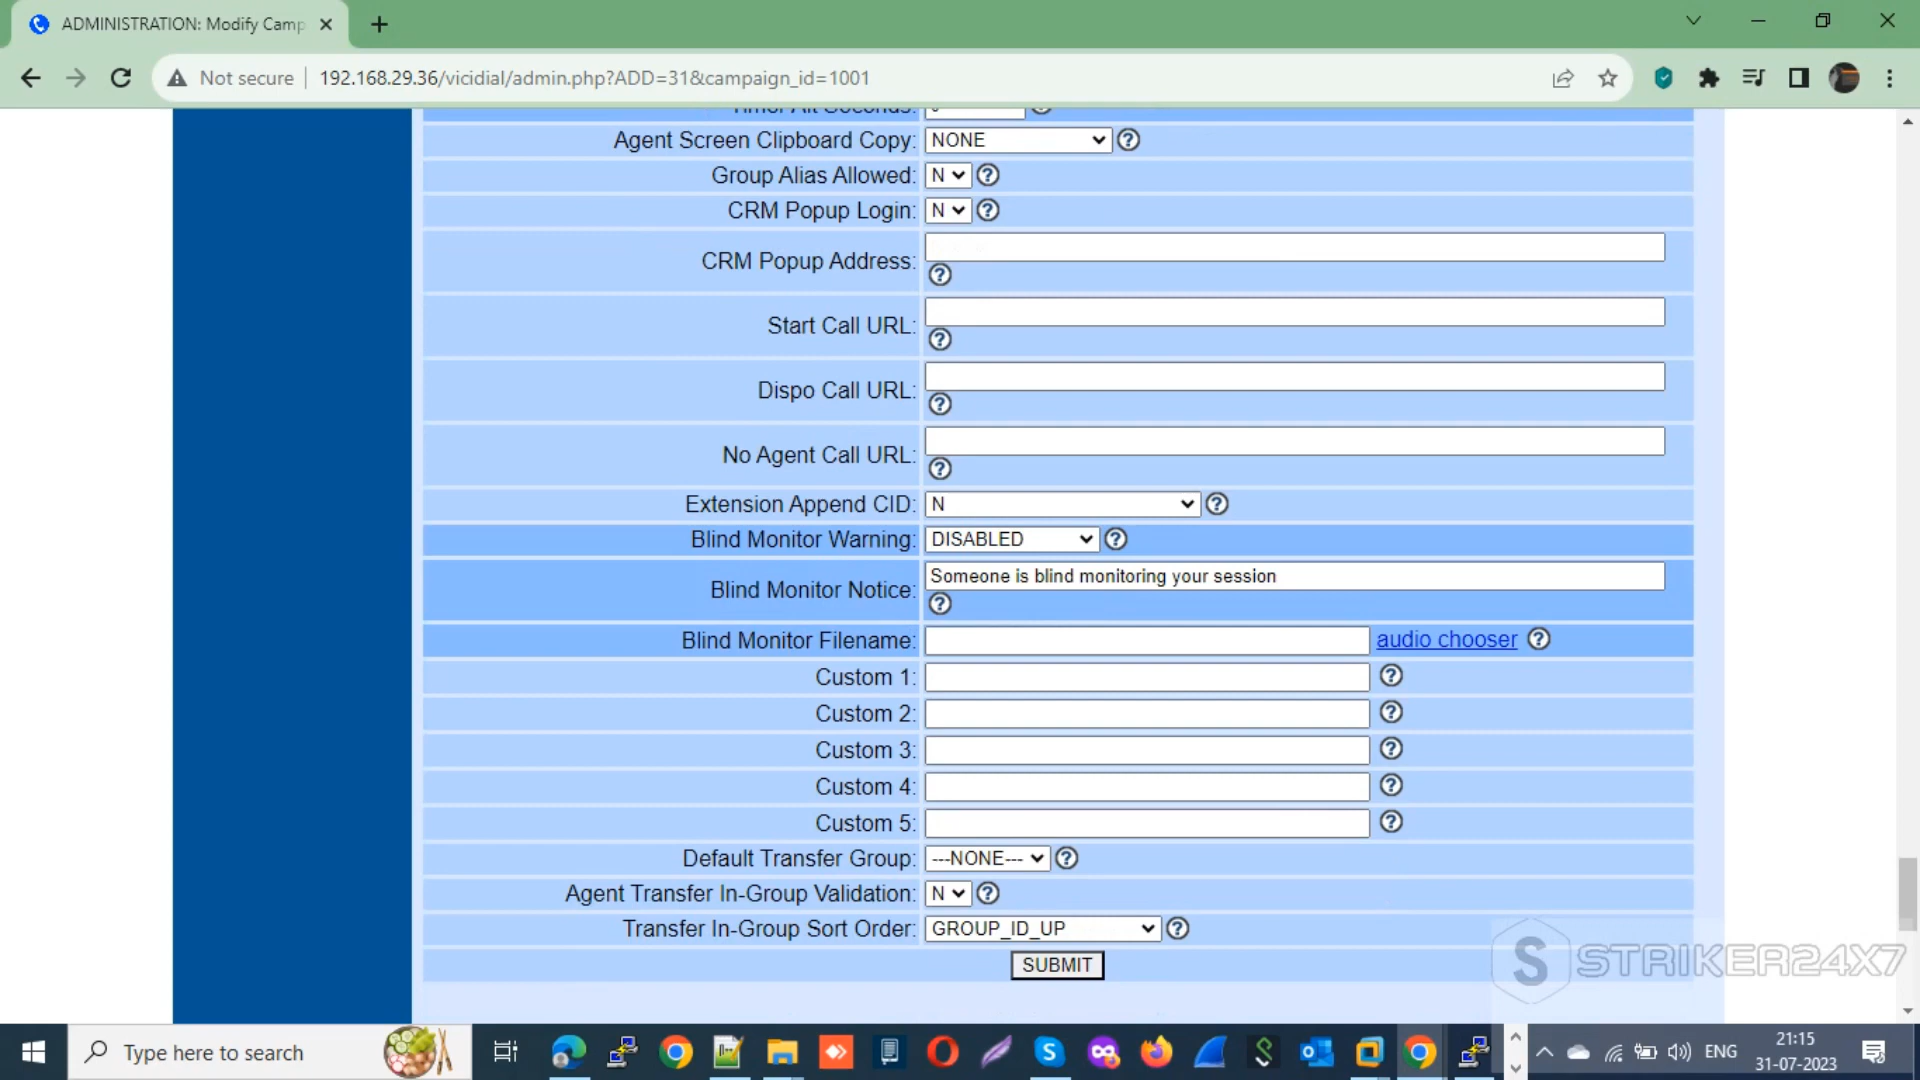 ADMINISTRATION: Modify Camp
Not secure
192.168.29.36/vicidial/admin.php?ADD=31&campaign_id=1001
Timer Alt Seconds:
Agent Screen Clipboard Copy: NONE
Group Alias Allowed: N
CRM Popup Login: N
CRM Popup Address:
Start Call URL:
Dispo Call URL:
No Agent Call URL:
Extension Append CID: N
Blind Monitor Warning: DISABLED
Blind Monitor Notice: Someone is blind monitoring your session
Blind Monitor Filename: audio chooser
Custom 1:
Custom 2:
Custom 3:
Custom 4:
Custom 5:
Default Transfer Group: ---NONE---
Agent Transfer In-Group Validation: N
Transfer In-Group Sort Order: GROUP_ID_UP
SUBMIT
STRIKER24X7
Type here to search
ENG
21:15
31-07-2023